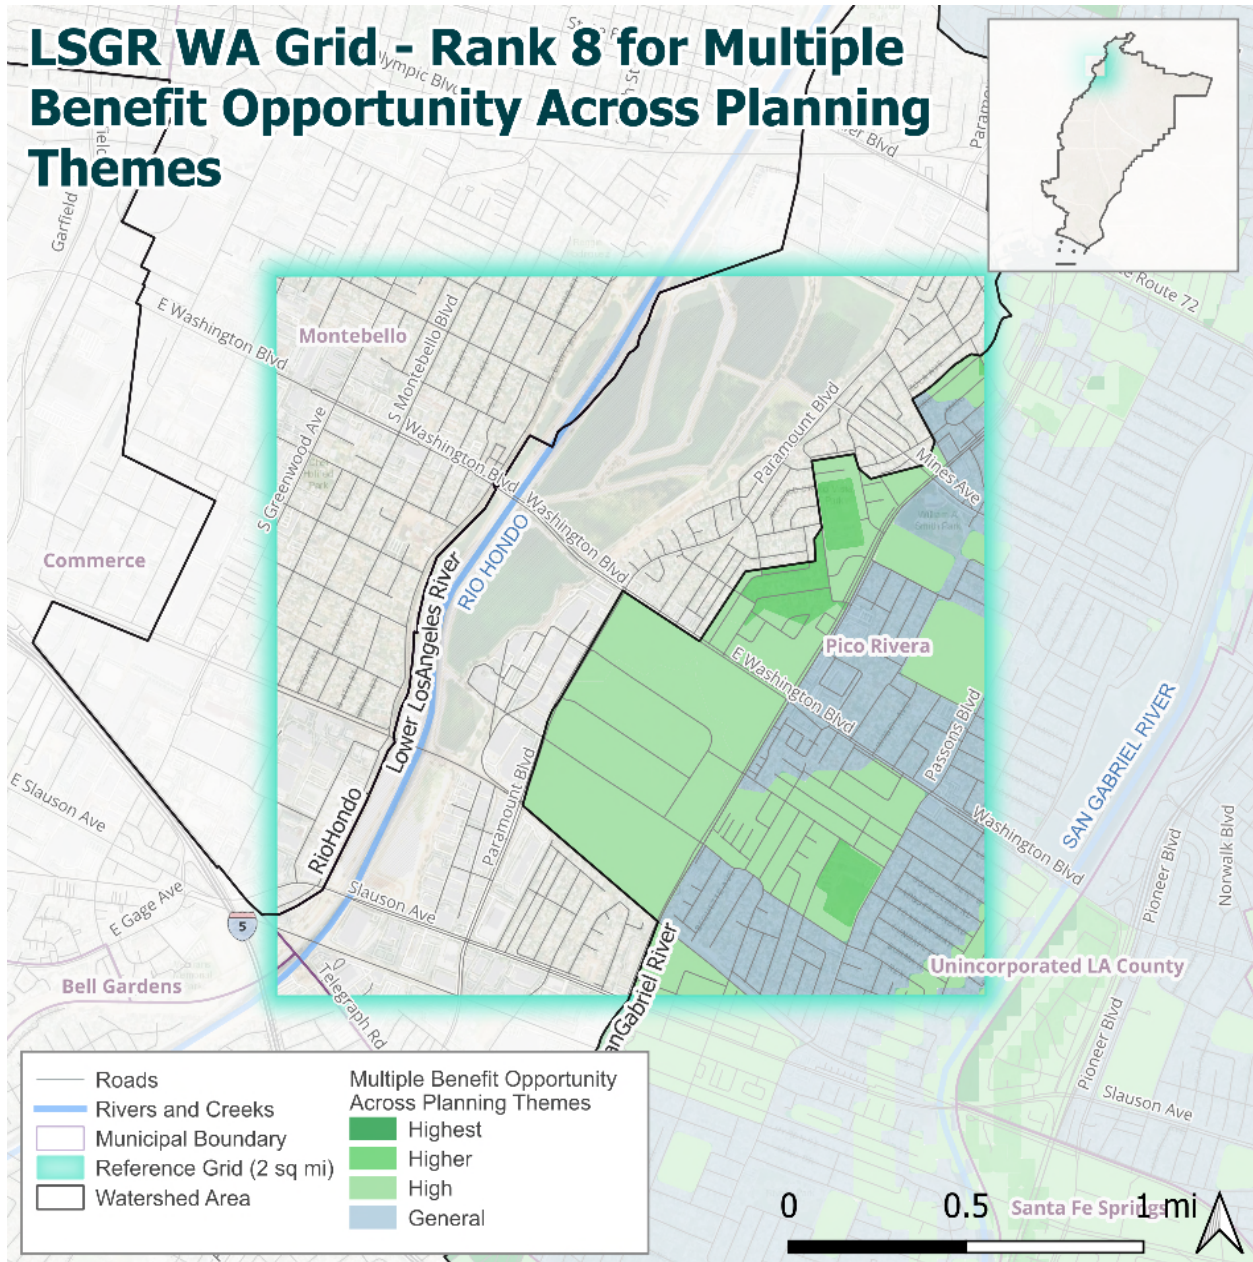 LSGR WA Grid - Rank 8 for Multiple
Benefit Opportunity Across Planning
Themes
Olympic Blvd
Garfield
Route 72
E Washington Blvd
Montebello
S Montebello Blvd
S Greenwood Ave
S Washington Blvd
Washington Blvd
Paramount Blvd
Mines Ave
Commerce
RIO HONDO
Lower LosAngeles River
RioHondo
Pico Rivera
E Washington Blvd
Passons Blvd
Washington Blvd
SAN GABRIEL RIVER
Paramount Blvd
E Slauson Ave
E Gage Ave
5
Slauson Ave
Telegraph Rd
Bell Gardens
anGabriel River
Unincorporated LA County
Pioneer Blvd
Norwalk Blvd
Pioneer Blvd
Slauson Ave
Santa Fe Springs
Roads
Rivers and Creeks
Municipal Boundary
Reference Grid (2 sq mi)
Watershed Area
Multiple Benefit Opportunity
Across Planning Themes
Highest
Higher
High
General
0 0.5 1 mi